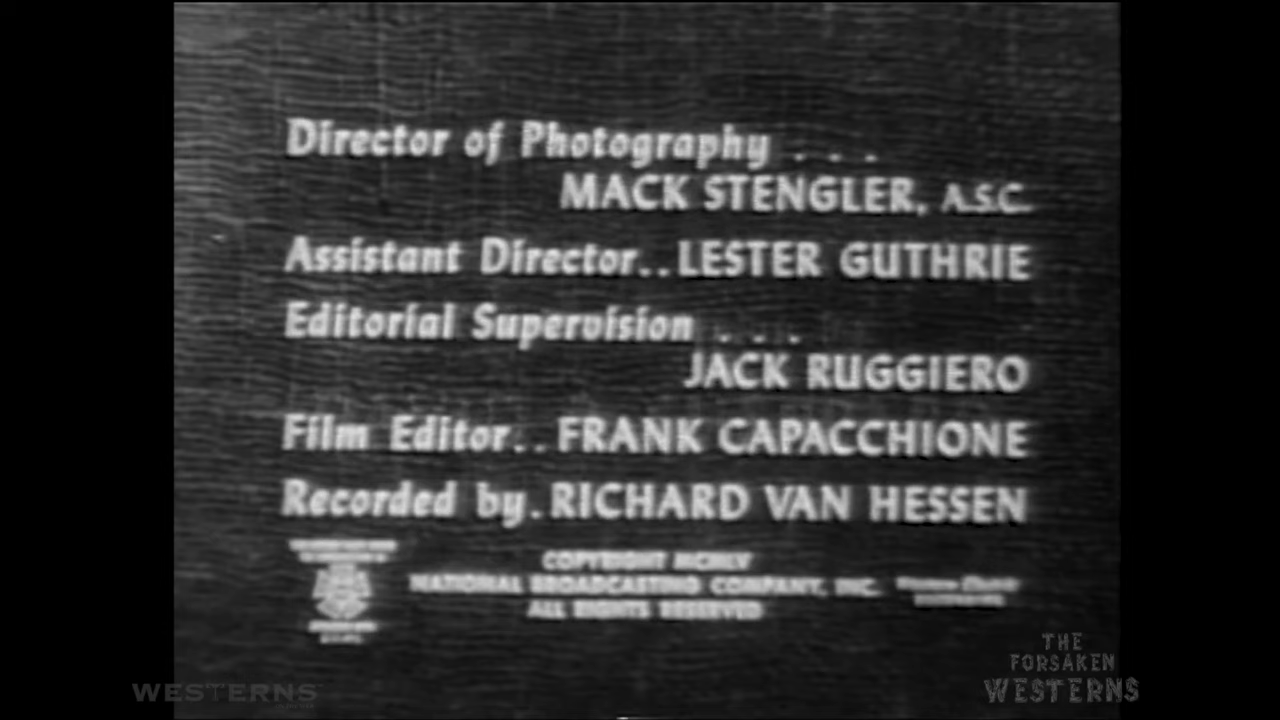 Director of Photography . . .
MACK STENGLER, A.S.C.
Assistant Director..LESTER GUTHRIE
Editorial Supervision . . .
JACK RUGGIERO
Film Editor..FRANK CAPACCHIONE
Recorded by.RICHARD VAN HESSEN
COPYRIGHT MCMLV
NATIONAL BROADCASTING COMPANY, INC.
ALL RIGHTS RESERVED
THE
FORSAKEN
WESTERNS
WESTERNS